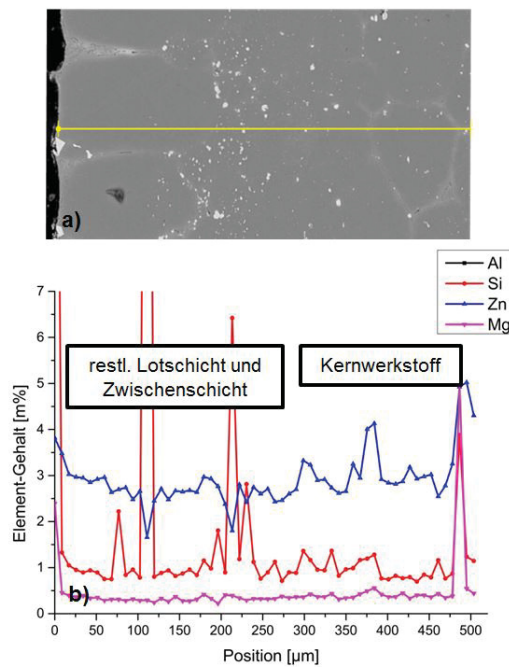 a)
Al
Si
Zn
Mg
7
6
5
4
3
2
1
0
Element-Gehalt [m%]
restl. Lotschicht und
Zwischenschicht
Kernwerkstoff
b)
0 50 100 150 200 250 300 350 400 450 500
Position [µm]